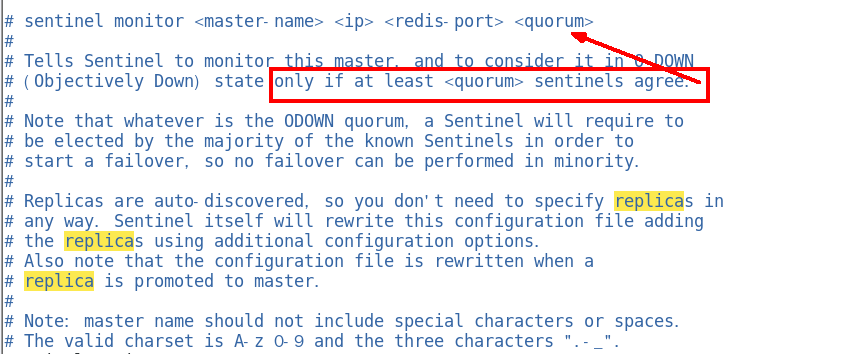 # sentinel monitor <master-name> <ip> <redis-port> <quorum>
#
# Tells Sentinel to monitor this master, and to consider it in O_DOWN
# (Objectively Down) state only if at least <quorum> sentinels agree.
#
# Note that whatever is the ODOWN quorum, a Sentinel will require to
# be elected by the majority of the known Sentinels in order to
# start a failover, so no failover can be performed in minority.
#
# Replicas are auto-discovered, so you don't need to specify replicas in
# any way. Sentinel itself will rewrite this configuration file adding
# the replicas using additional configuration options.
# Also note that the configuration file is rewritten when a
# replica is promoted to master.
#
# Note: master name should not include special characters or spaces.
# The valid charset is A-z 0-9 and the three characters ".-_".